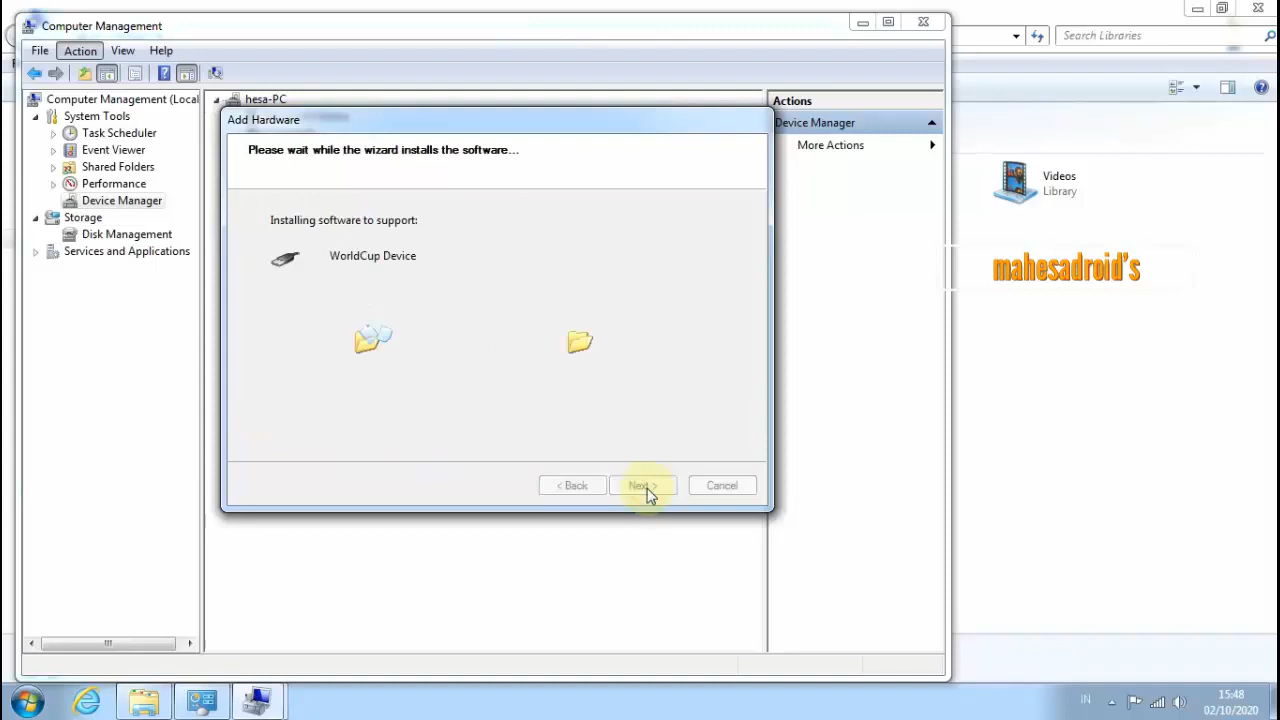 Computer Management
File Action View Help
Search Libraries
Computer Management (Local
System Tools
Task Scheduler
Event Viewer
Shared Folders
Performance
Device Manager
Storage
Disk Management
Services and Applications
hesa-PC
Add Hardware
Please wait while the wizard installs the software...
Installing software to support:
WorldCup Device
< Back Next > Cancel
Actions
Device Manager
More Actions
Videos
Library
mahesadroid's
IN
15:48
02/10/2020